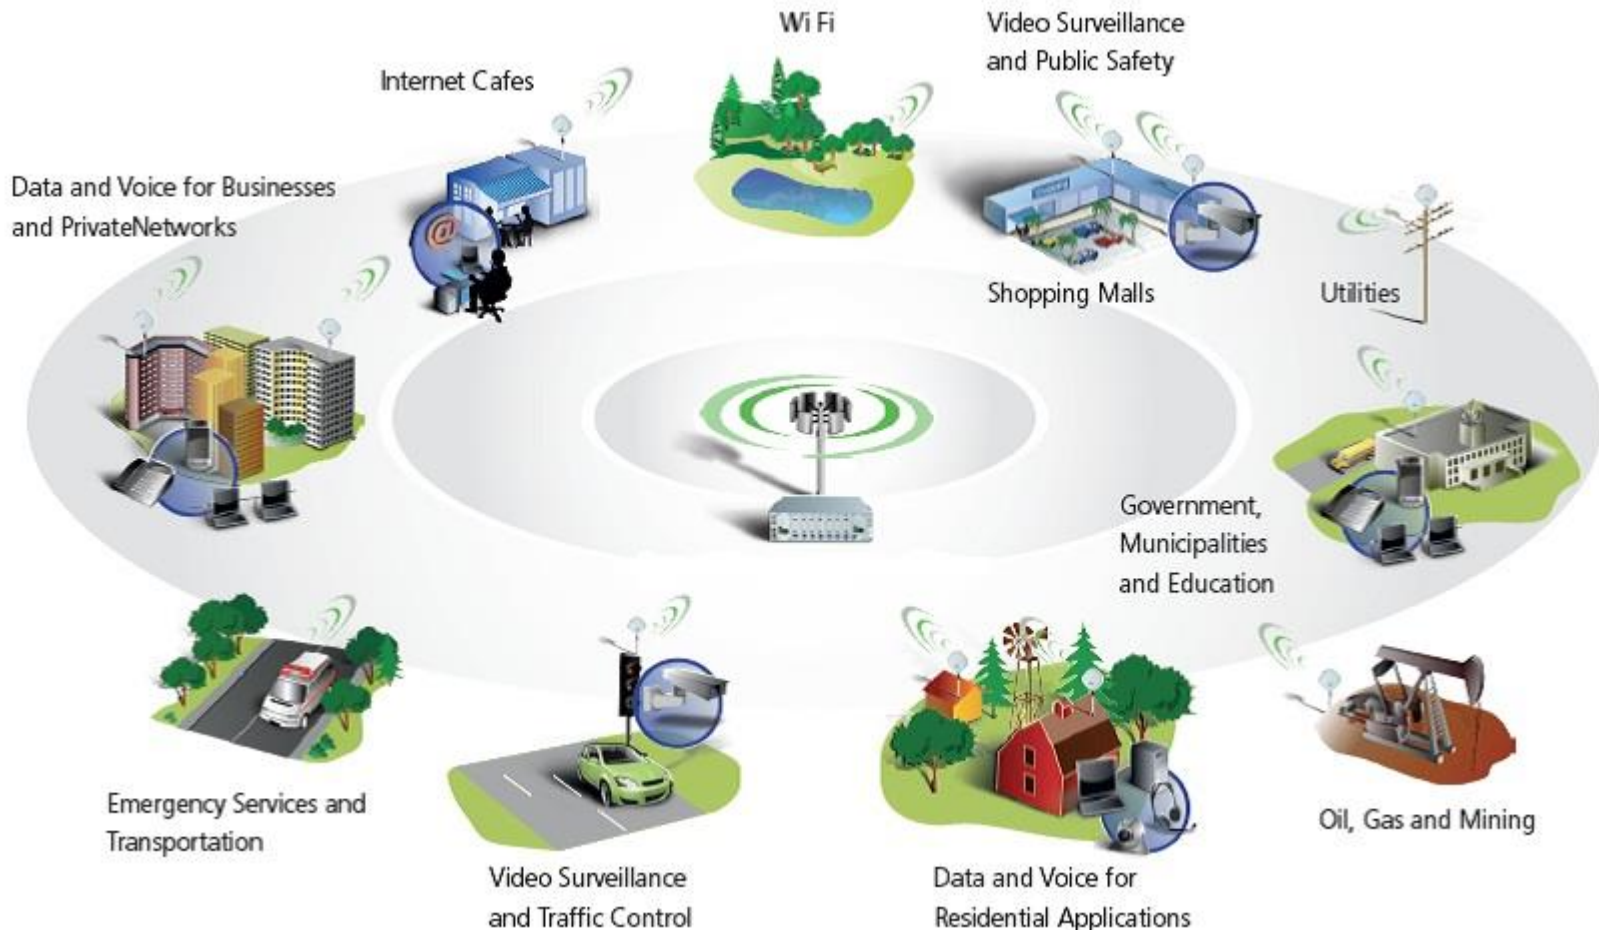 Wi Fi
Video Surveillance
and Public Safety
Internet Cafes
Data and Voice for Businesses
and PrivateNetworks
Shopping Malls
Utilities
@
Government,
Municipalities
and Education
Emergency Services and
Transportation
Oil, Gas and Mining
Video Surveillance
and Traffic Control
Data and Voice for
Residential Applications